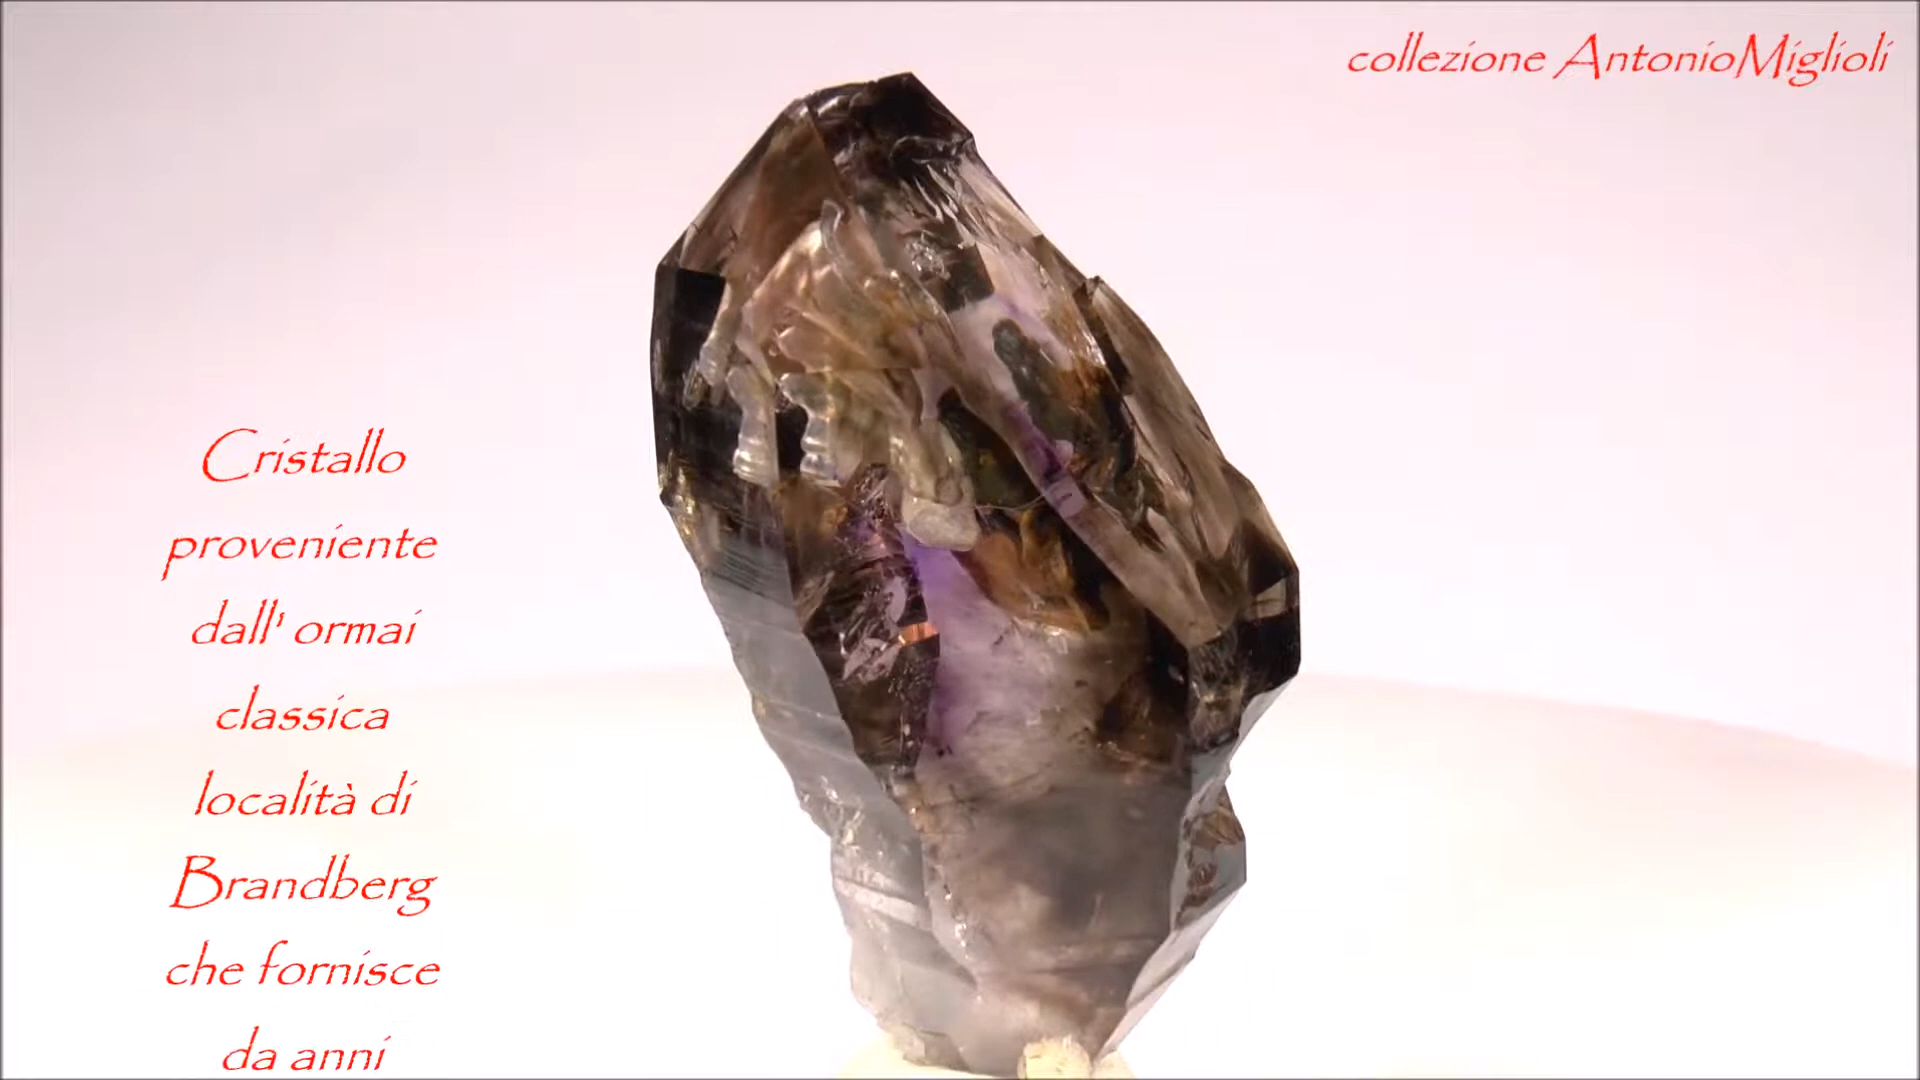 collezione AntonioMiglioli
Cristallo
proveniente
dall' ormai
classica
località di
Brandberg
che fornisce
da anni